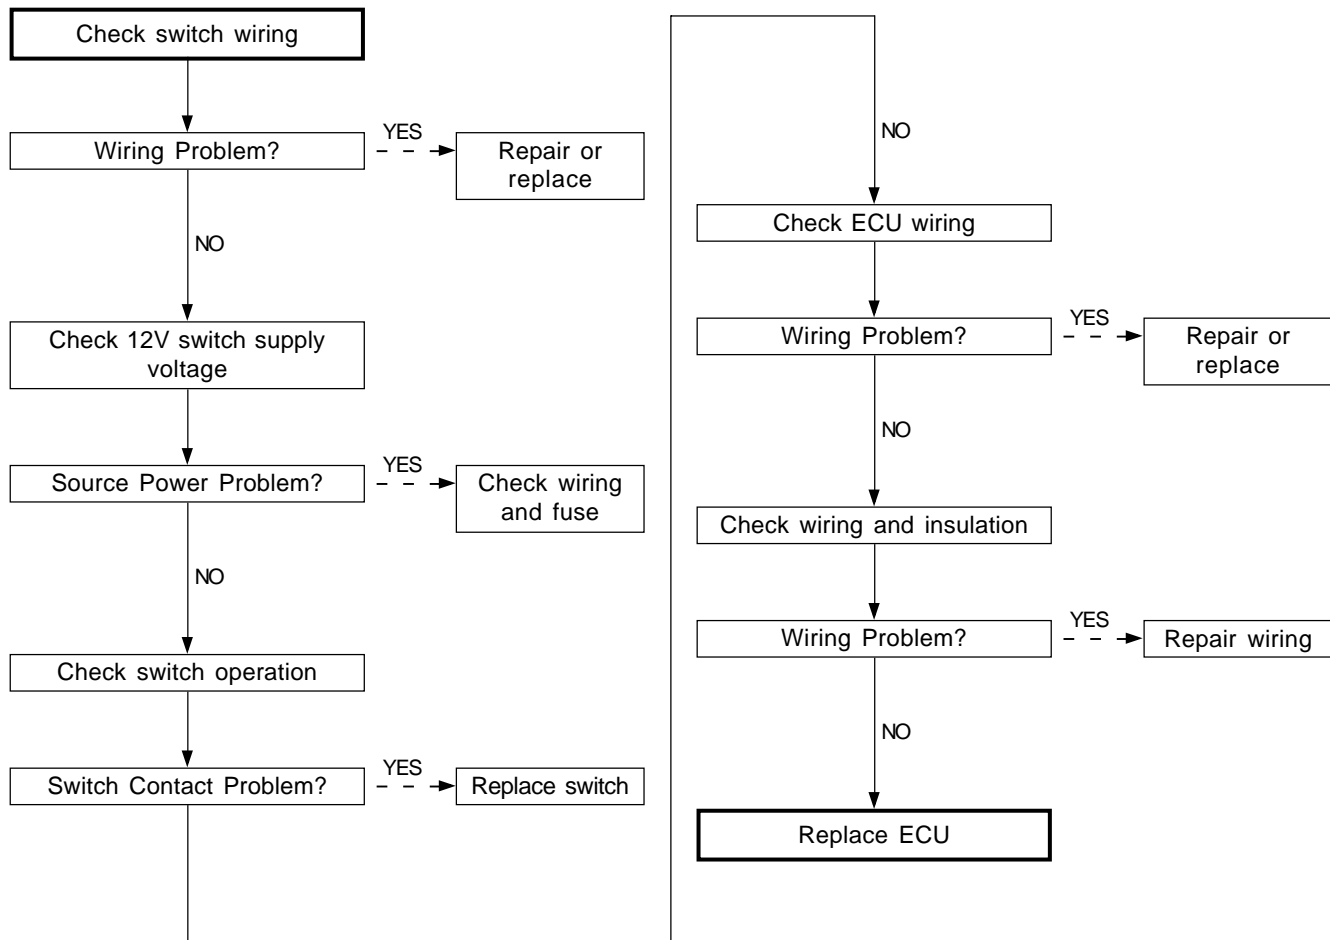 Check switch wiring
Wiring Problem?
YES
Repair or
replace
NO
Check 12V switch supply
voltage
Source Power Problem?
YES
Check wiring
and fuse
NO
Check switch operation
Switch Contact Problem?
YES
Replace switch
NO
Check ECU wiring
Wiring Problem?
YES
Repair or
replace
NO
Check wiring and insulation
Wiring Problem?
YES
Repair wiring
NO
Replace ECU